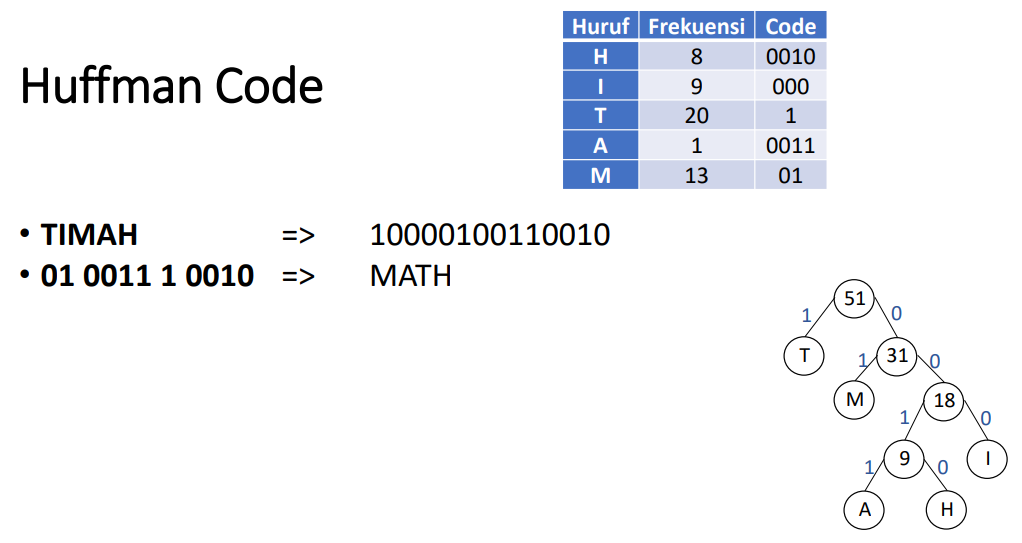 Huffman Code
Huruf Frekuensi Code
H 8 0010
I 9 000
T 20 1
A 1 0011
M 13 01
• TIMAH => 10000100110010
• 01 0011 1 0010 => MATH
51
1 0
T 31
1 0
M 18
1 0
9 I
1 0
A H